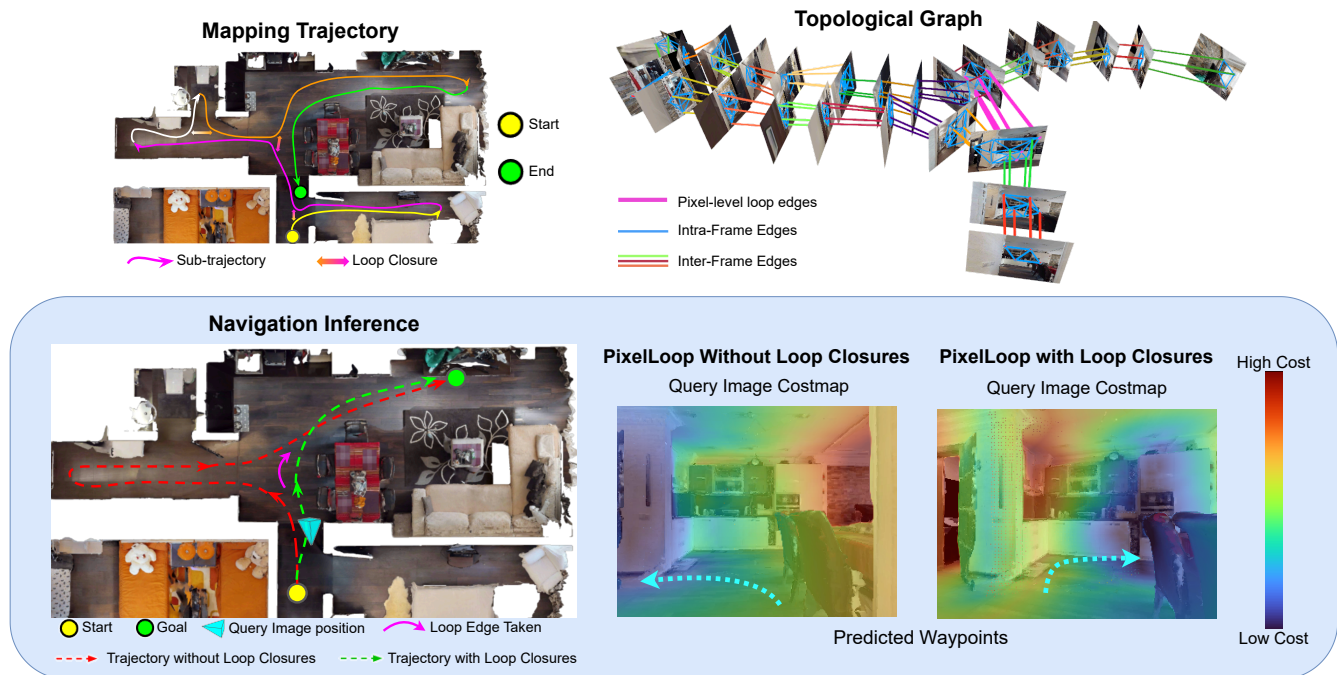 Mapping Trajectory
Start
End
Sub-trajectory
Loop Closure
Topological Graph
Pixel-level loop edges
Intra-Frame Edges
Inter-Frame Edges
Navigation Inference
Start
Goal
Query Image position
Loop Edge Taken
Trajectory without Loop Closures
Trajectory with Loop Closures
PixelLoop Without Loop Closures
Query Image Costmap
PixelLoop with Loop Closures
Query Image Costmap
Predicted Waypoints
High Cost
Low Cost